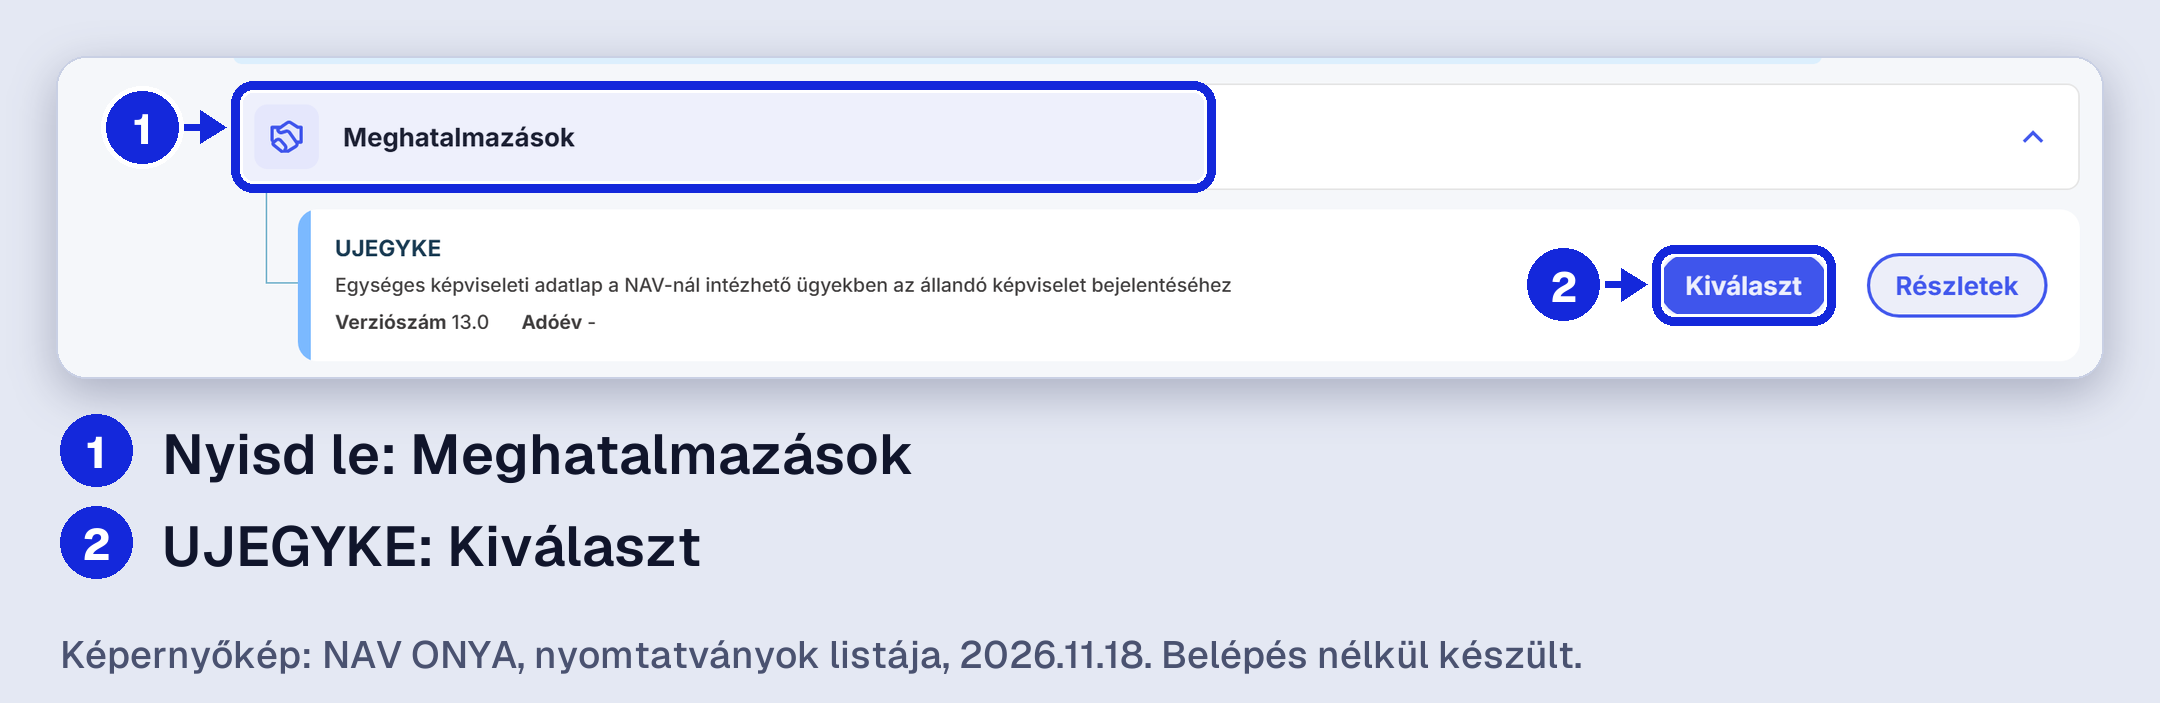 1
Meghatalmazások
UJEGYKE
Egységes képviseleti adatlap a NAV-nál intézhető ügyekben az állandó képviselet bejelentéséhez
Verziószám 13.0 Adóév -
2
Kiválaszt
Részletek
1 Nyisd le: Meghatalmazások
2 UJEGYKE: Kiválaszt
Képernyőkép: NAV ONYA, nyomtatványok listája, 2026.11.18. Belépés nélkül készült.